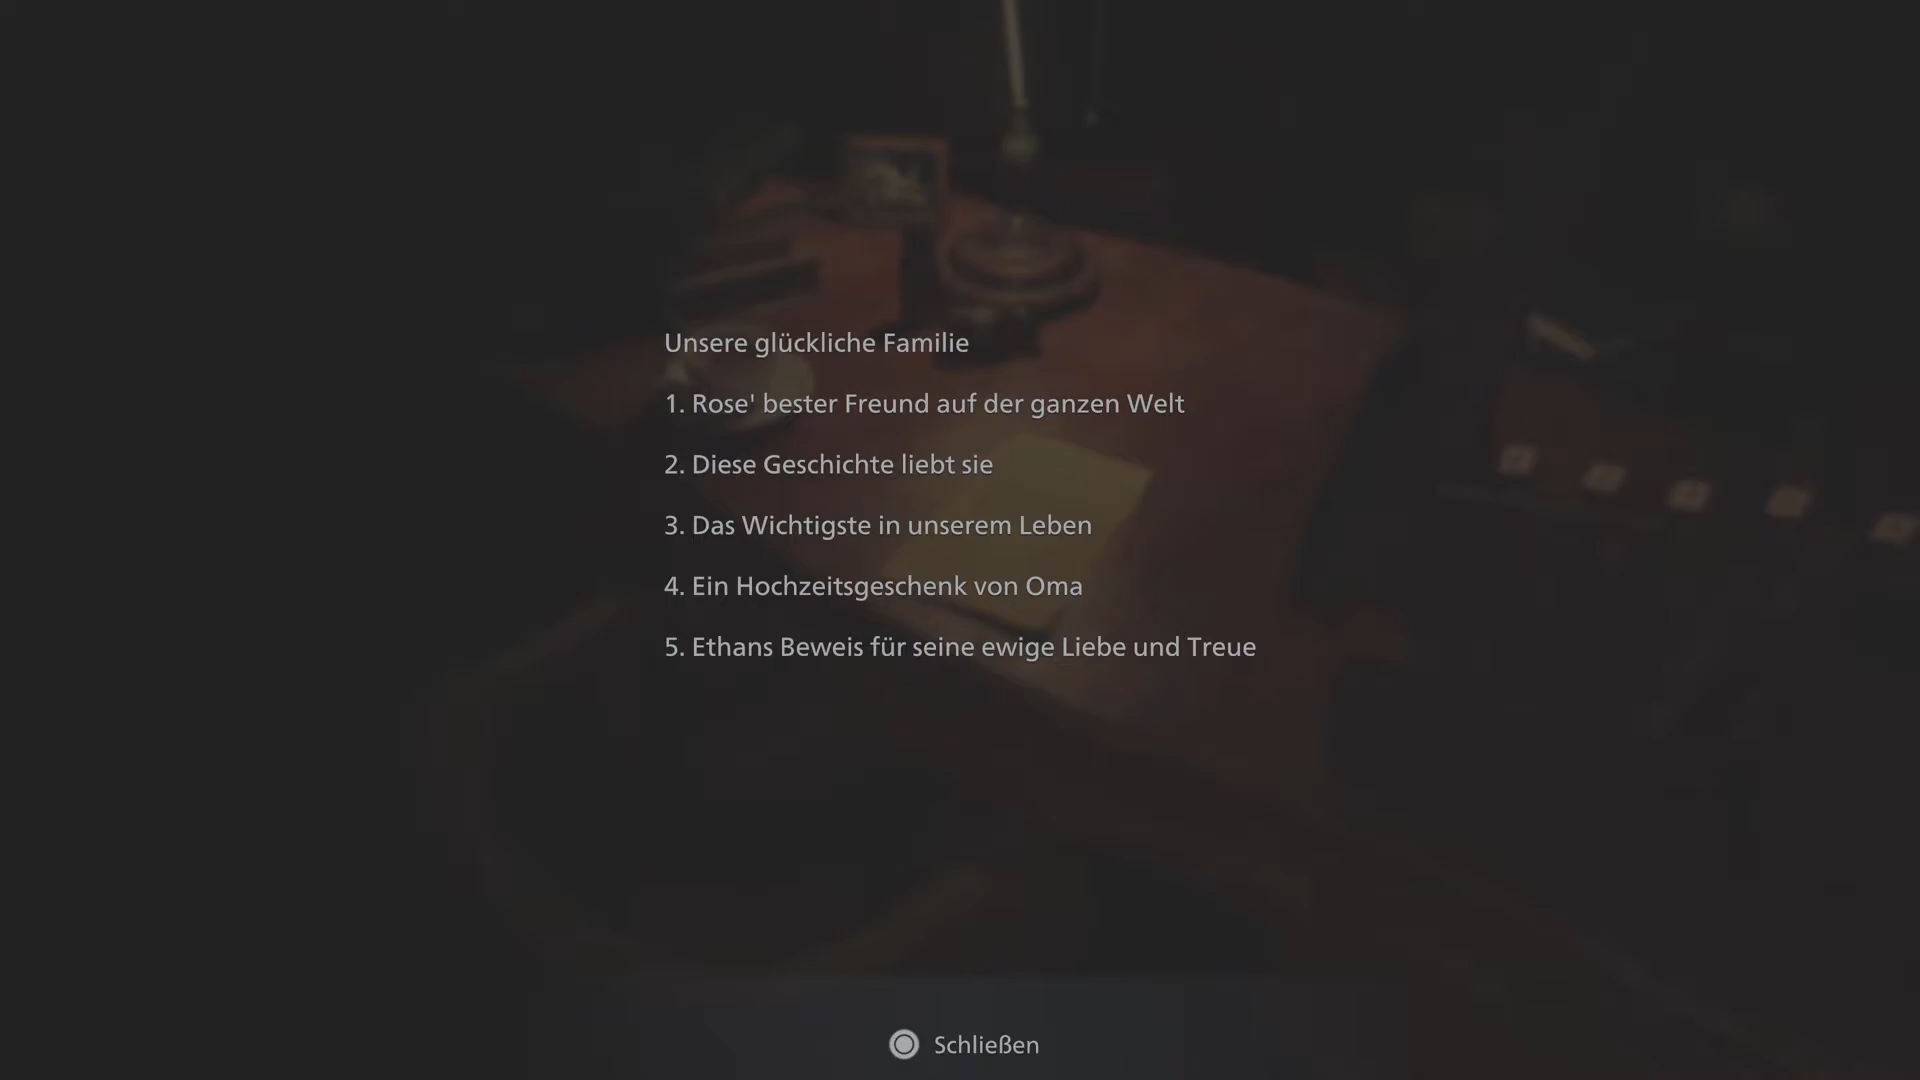 Unsere glückliche Familie
1. Rose' bester Freund auf der ganzen Welt
2. Diese Geschichte liebt sie
3. Das Wichtigste in unserem Leben
4. Ein Hochzeitsgeschenk von Oma
5. Ethans Beweis für seine ewige Liebe und Treue
Schließen